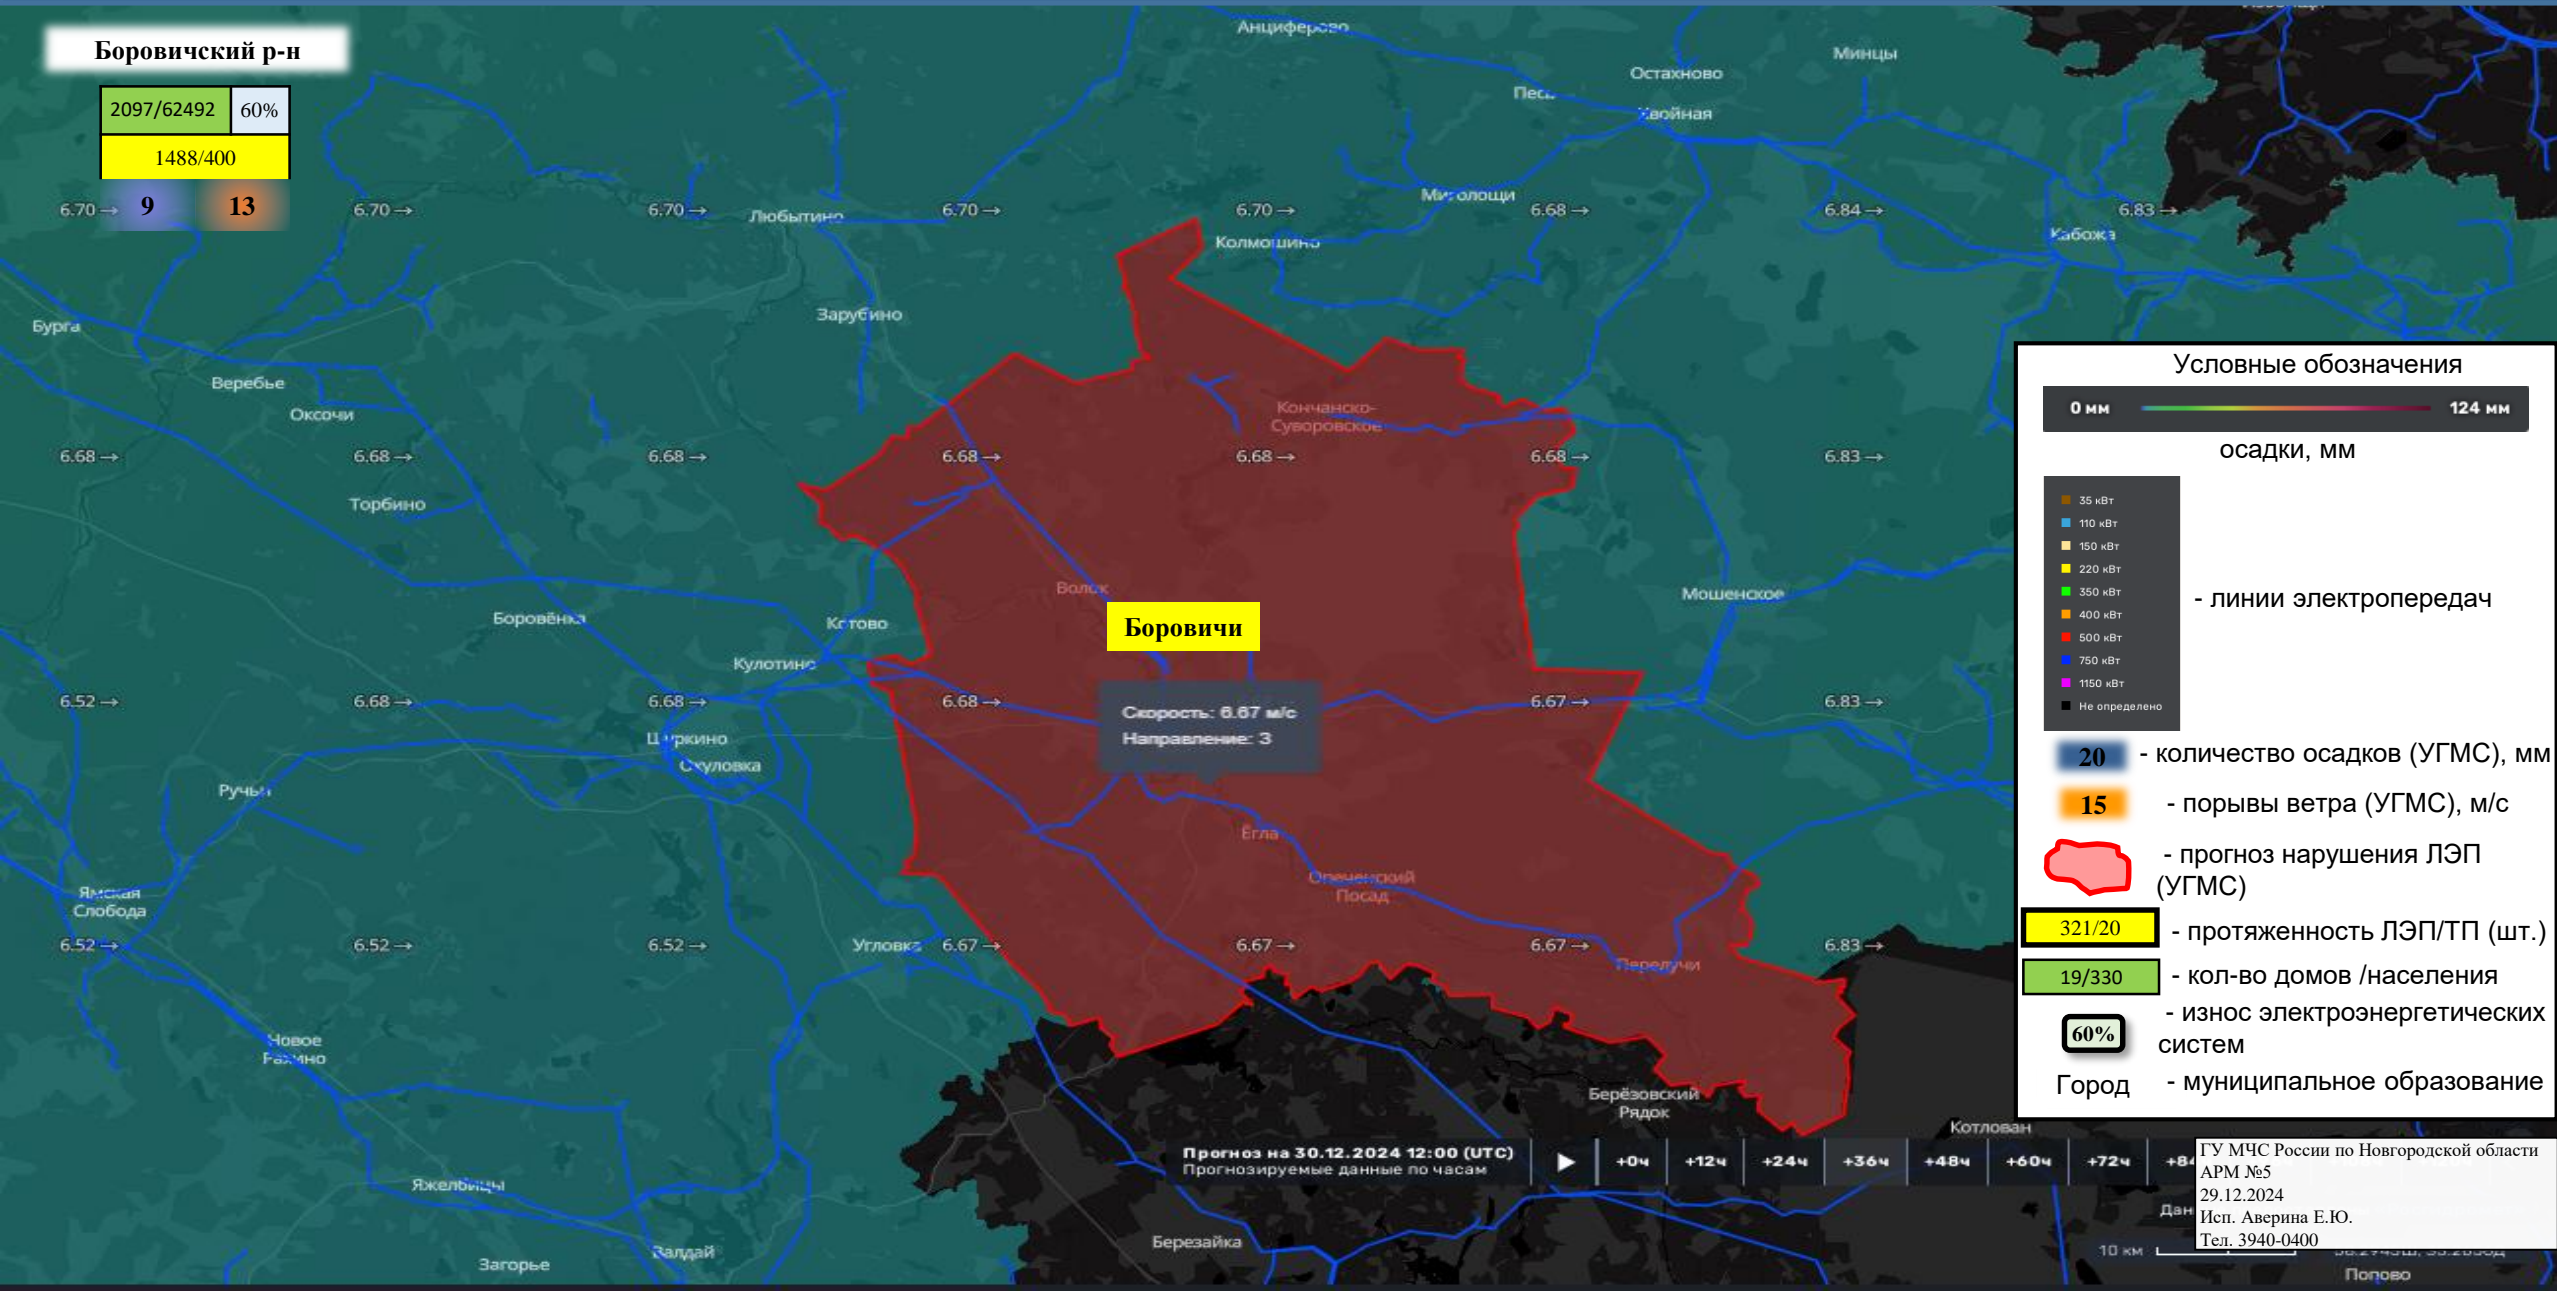 Боровичский р-н
2097/62492 60%
1488/400
9 13
Анциферово
Минцы
Остахново
Песь
Хвойная
Миголощи
6.70 → 6.70 → 6.70 → 6.70 → 6.70 → 6.68 → 6.84 → 6.83 →
Любытино
Колмошино
Кабожа
Зарубино
Бурга
Веребье
Оксочи
Кончанско-
Суворовское
6.68 → 6.68 → 6.68 → 6.68 → 6.68 → 6.68 → 6.83 →
Торбино
Волок
Мошенское
Боровёнка
Котово
Боровичи
Кулотино
6.52 → 6.68 → 6.68 → 6.68 → 6.67 → 6.83 →
Скорость: 6.67 м/с
Направление: З
Шуркино
Окуловка
Ручьи
Ёгла
Опеченский
Посад
Ямская
Слобода
6.52 → 6.52 → 6.52 → 6.67 → 6.67 → 6.67 → 6.83 →
Угловка
Передучи
Новое
Рахино
Берёзовский
Рядок
Котлован
Яжелбицы
Березайка
Валдай
Загорье
Попово
Прогноз на 30.12.2024 12:00 (UTC)
Прогнозируемые данные по часам
+0ч +12ч +24ч +36ч +48ч +60ч +72ч
10 км
Условные обозначения
0 мм 124 мм
осадки, мм
35 кВт
110 кВт
150 кВт
220 кВт
350 кВт
400 кВт
500 кВт
750 кВт
1150 кВт
Не определено
- линии электропередач
20 - количество осадков (УГМС), мм
15 - порывы ветра (УГМС), м/с
- прогноз нарушения ЛЭП
(УГМС)
321/20 - протяженность ЛЭП/ТП (шт.)
19/330 - кол-во домов /населения
60% - износ электроэнергетических
систем
Город - муниципальное образование
ГУ МЧС России по Новгородской области
АРМ №5
29.12.2024
Исп. Аверина Е.Ю.
Тел. 3940-0400